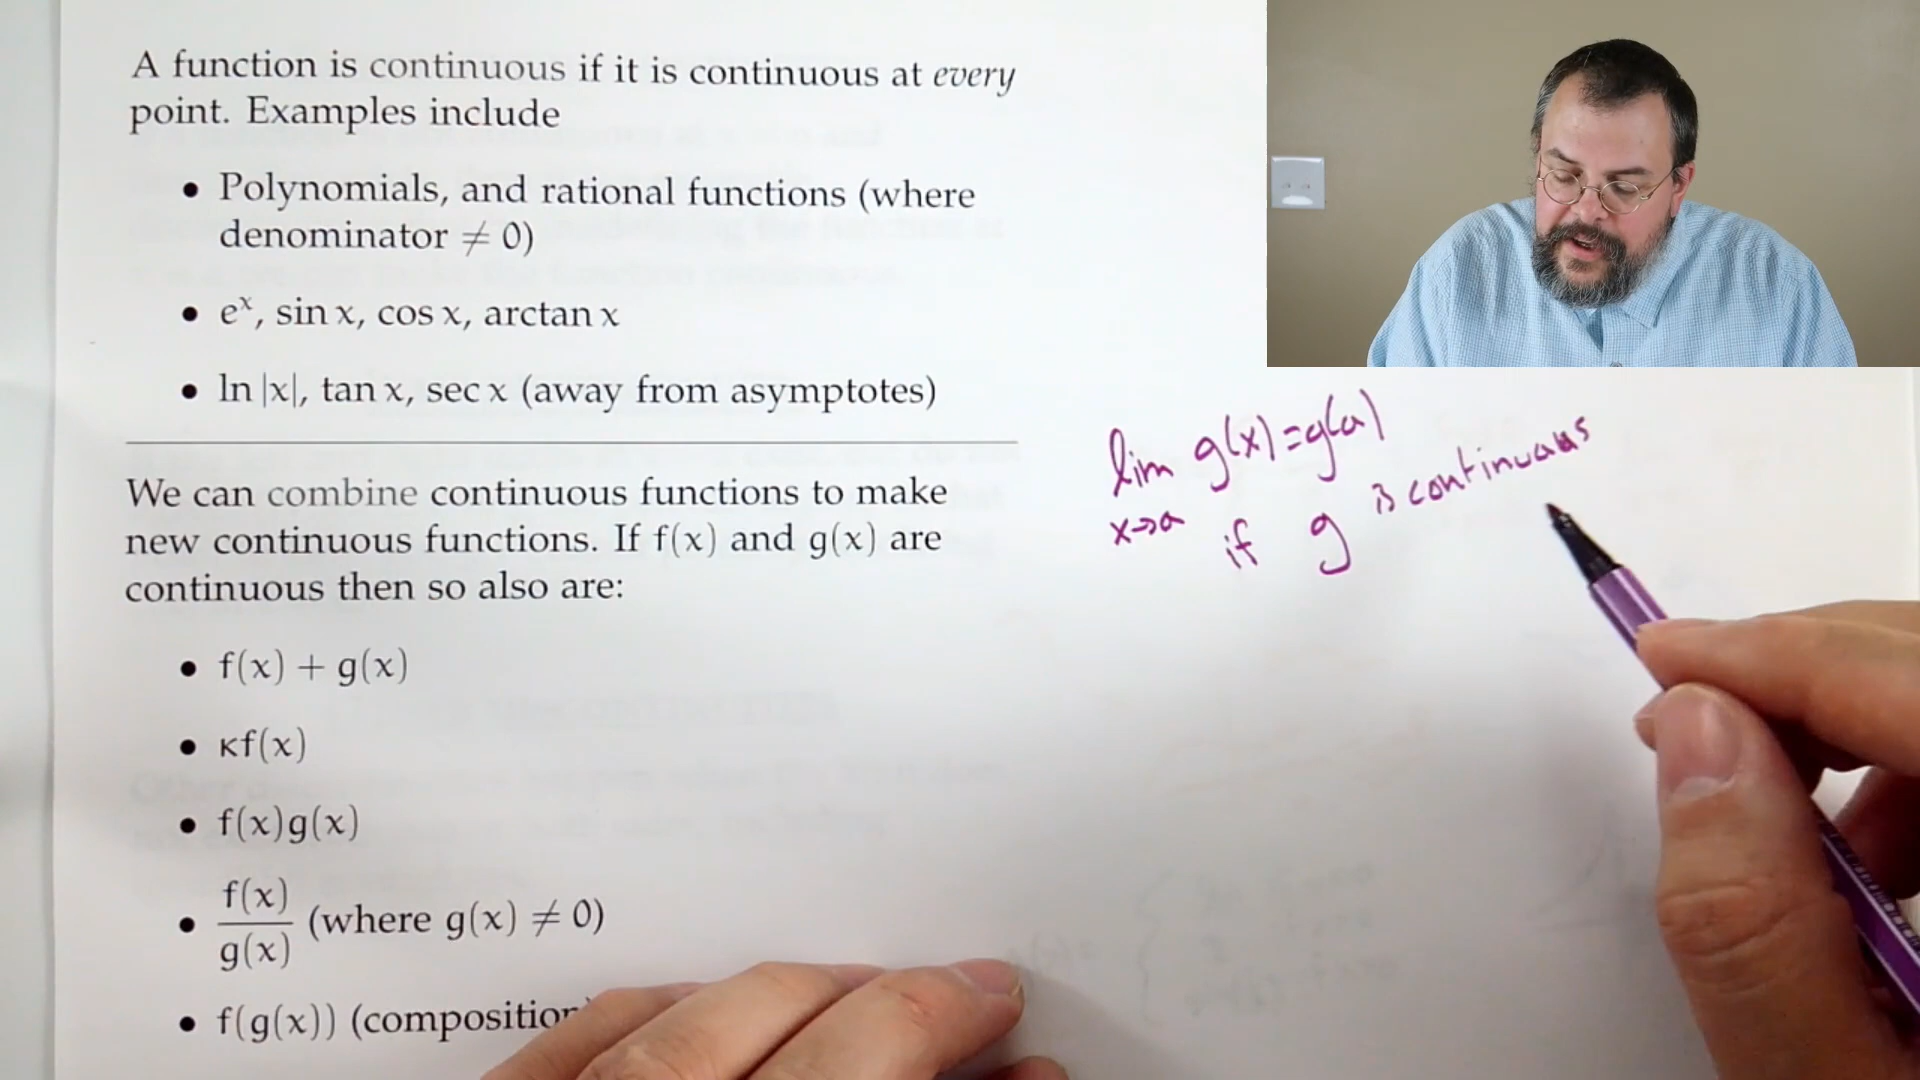 A function is continuous if it is continuous at every
point. Examples include
• Polynomials, and rational functions (where
denominator ≠ 0)
• eˣ, sin x, cos x, arctan x
• ln |x|, tan x, sec x (away from asymptotes)
We can combine continuous functions to make
new continuous functions. If f(x) and g(x) are
continuous then so also are:
• f(x) + g(x)
• κf(x)
• f(x)g(x)
• f(x)/g(x) (where g(x) ≠ 0)
• f(g(x)) (composition
lim g(x)=g(a)
x→a
if g is continuous